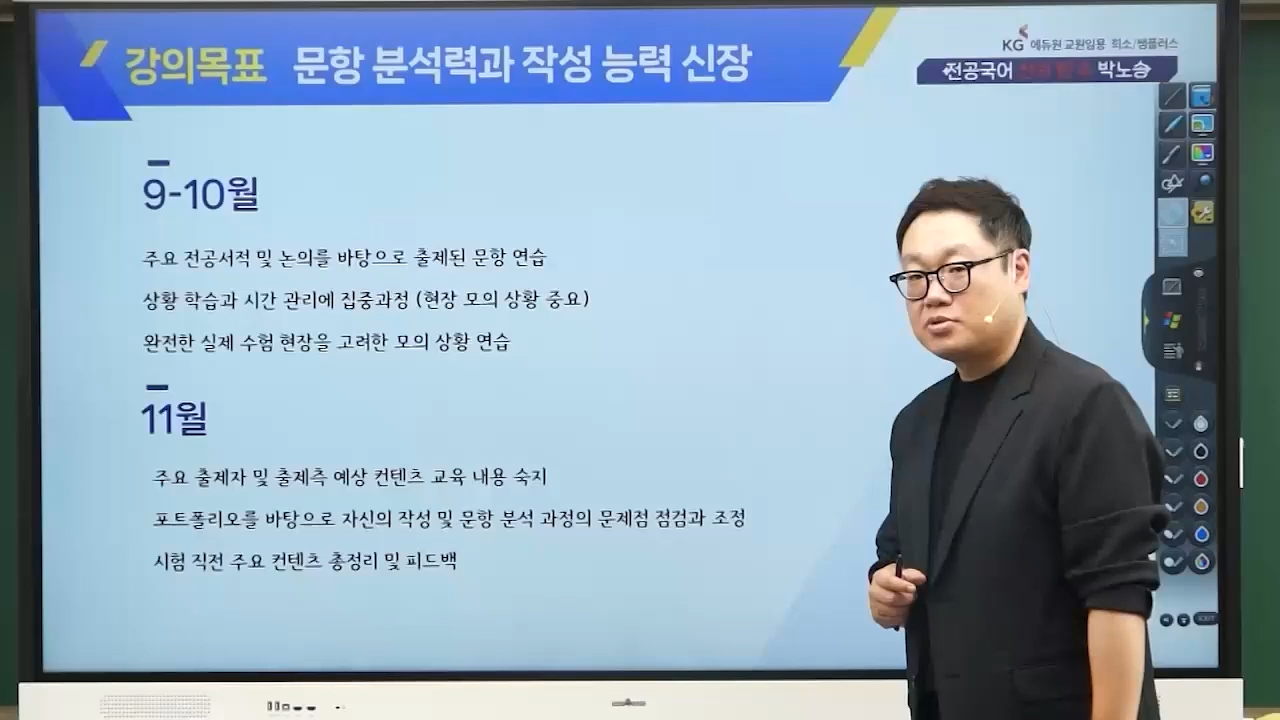 강의목표 문항 분석력과 작성 능력 신장
KG 에듀원 교원임용 희소/쌤플러스
전공국어 박노송
9-10월
주요 전공서적 및 논의를 바탕으로 출제된 문항 연습
상황 학습과 시간 관리에 집중과정 (현장 모의 상황 중요)
완전한 실제 수험 현장을 고려한 모의 상황 연습
11월
주요 출제자 및 출제측 예상 컨텐츠 교육 내용 숙지
포트폴리오를 바탕으로 자신의 작성 및 문항 분석 과정의 문제점 점검과 조정
시험 직전 주요 컨텐츠 총정리 및 피드백
EXIT